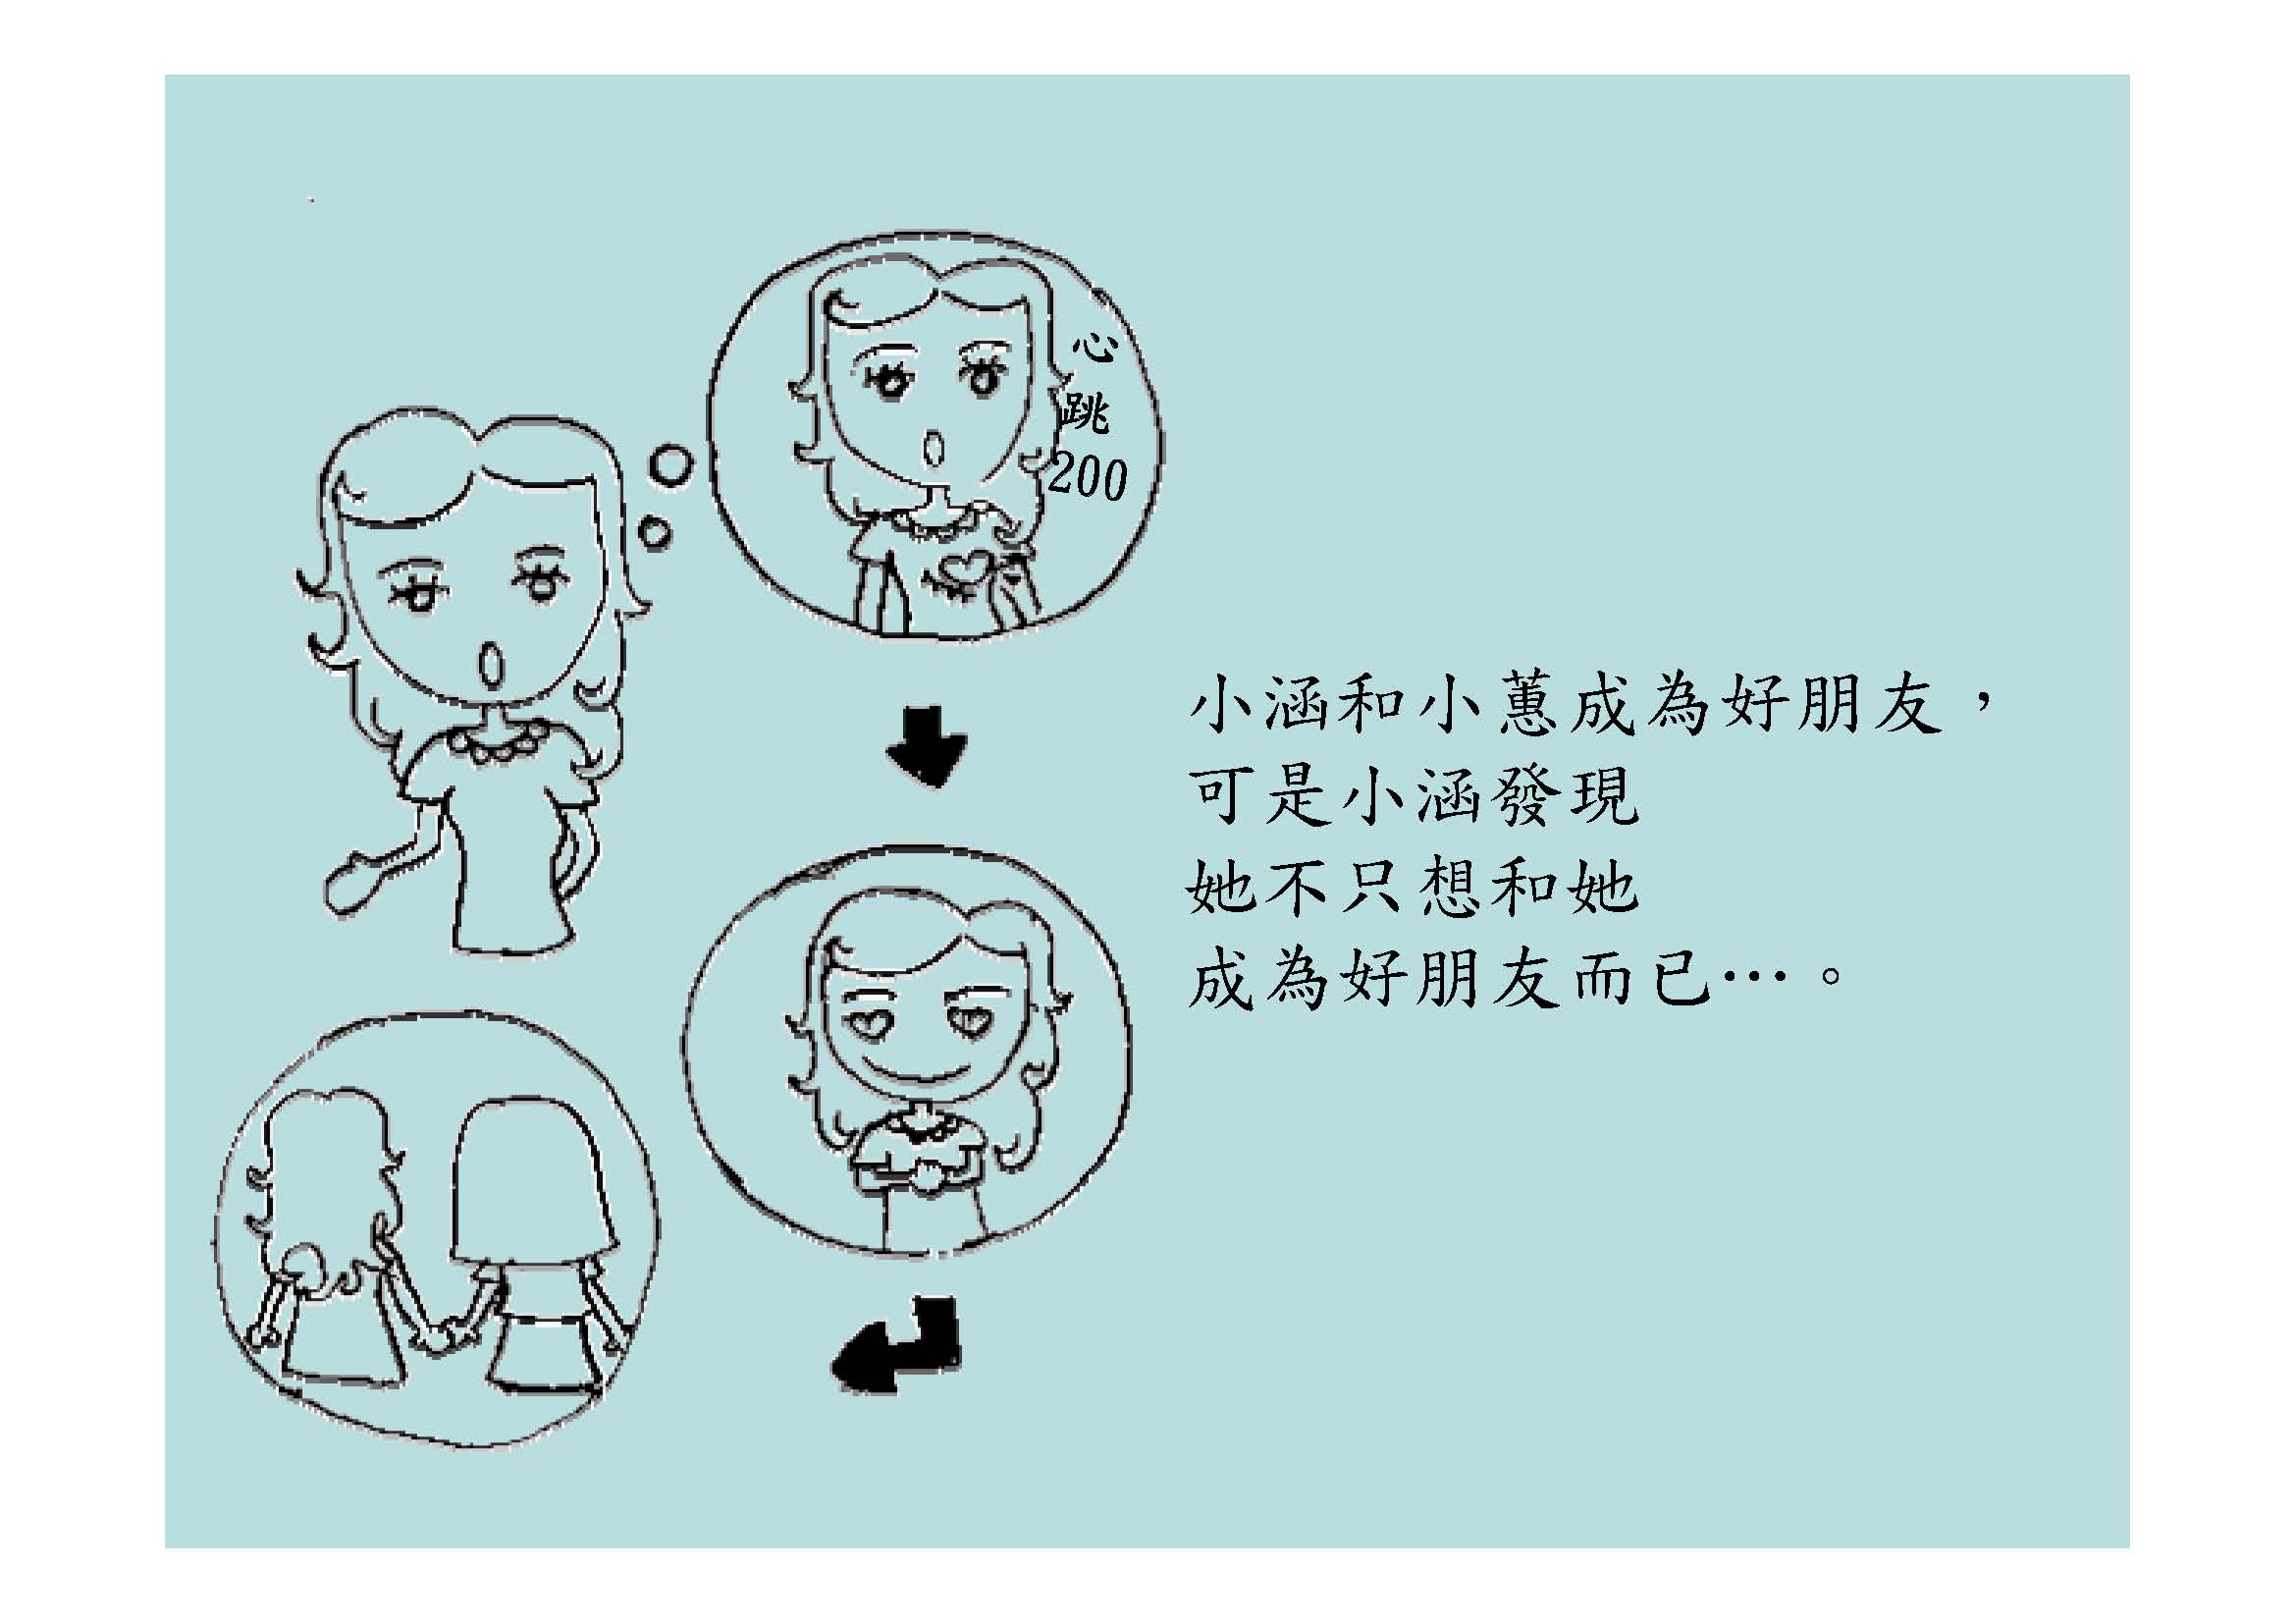 心
跳
200
小涵和小蕙成為好朋友，
可是小涵發現
她不只想和她
成為好朋友而已…。